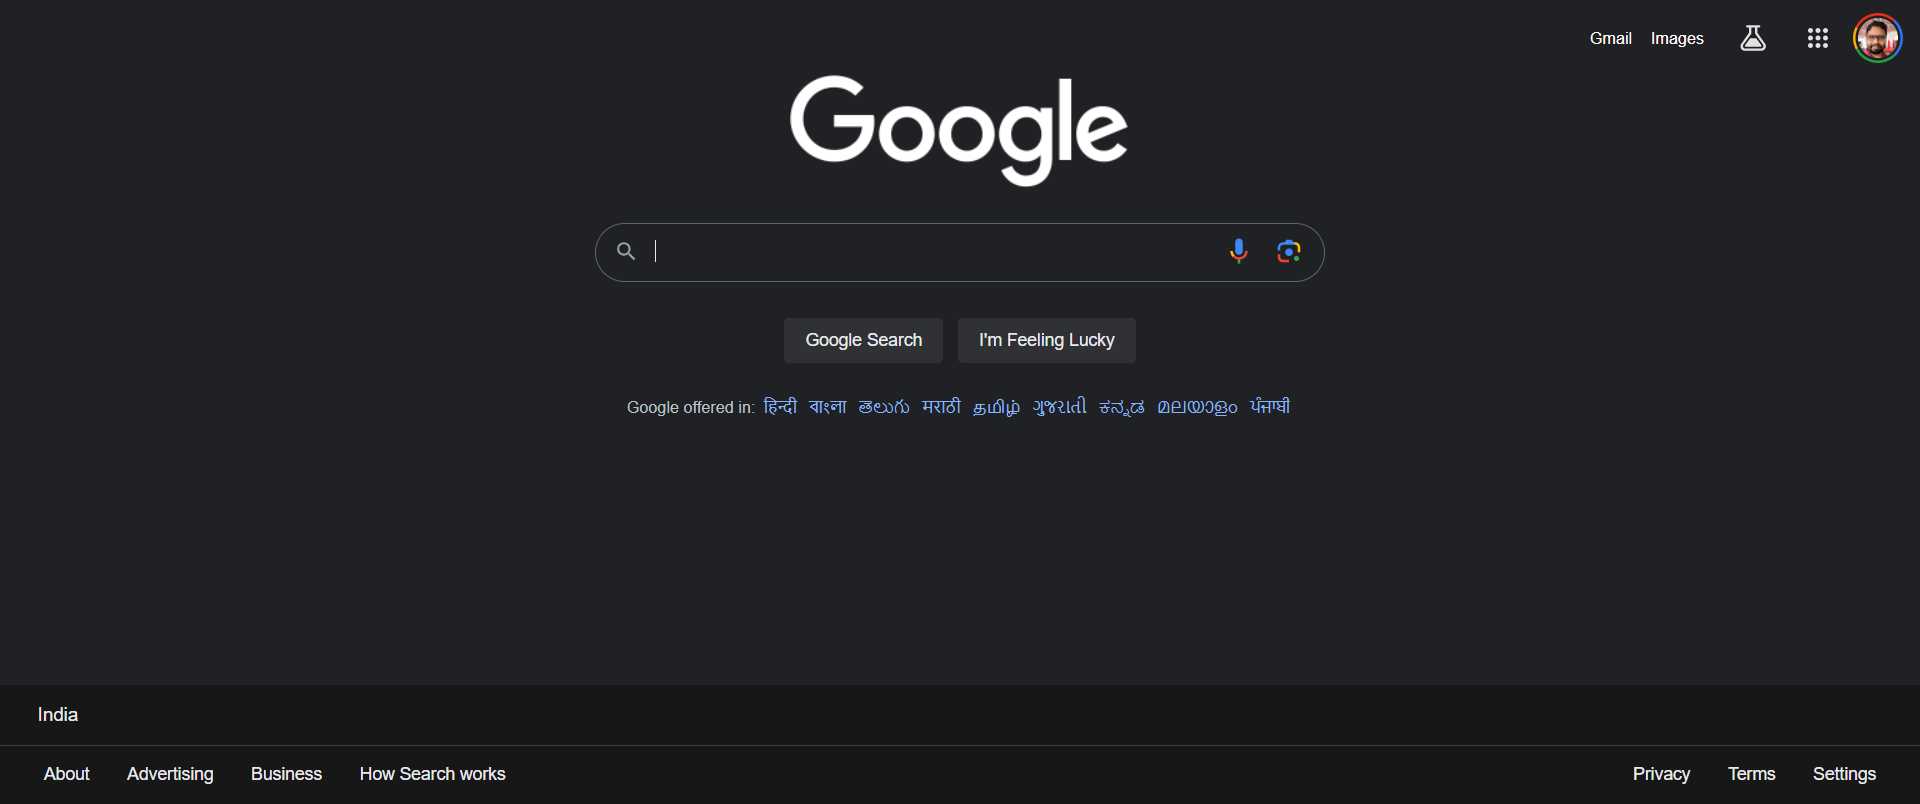 Gmail Images
Google
Google Search I'm Feeling Lucky
Google offered in: हिन्दी বাংলা తెలుగు मराठी தமிழ் ગુજરાતી ಕನ್ನಡ മലയാളം ਪੰਜਾਬੀ
India
About Advertising Business How Search works Privacy Terms Settings